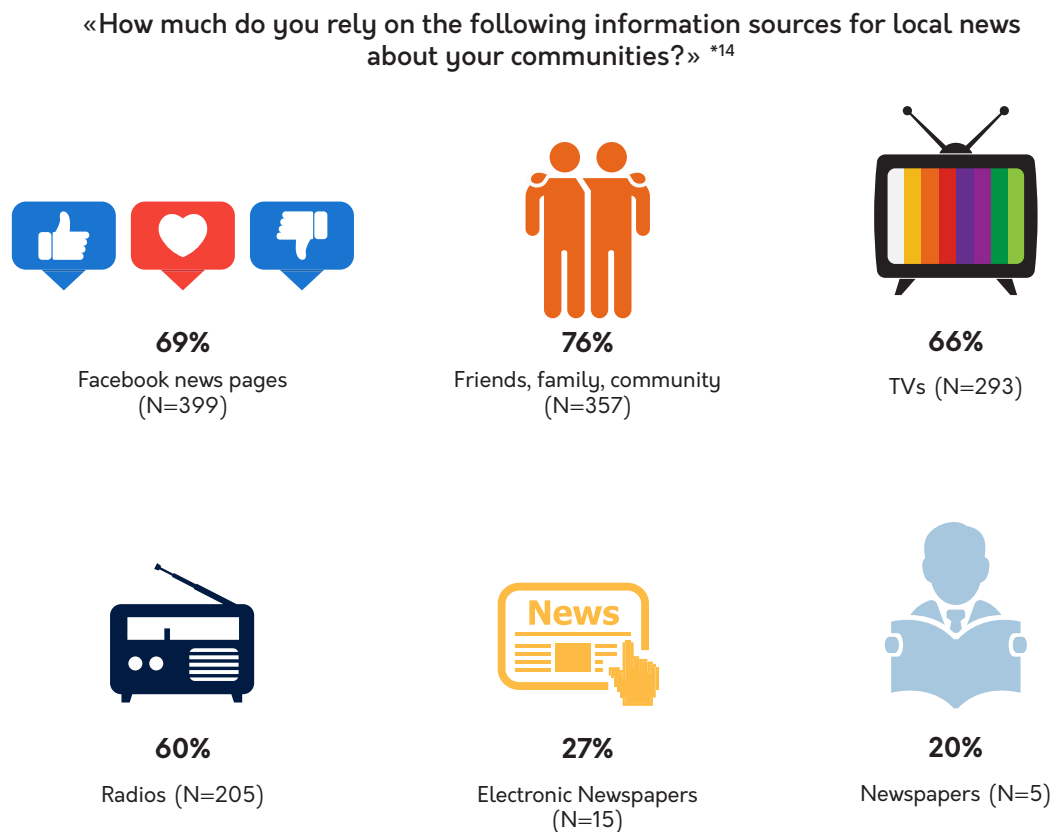 «How much do you rely on the following information sources for local news
about your communities?» *14
69%
Facebook news pages
(N=399)
76%
Friends, family, community
(N=357)
66%
TVs (N=293)
60%
Radios (N=205)
News
27%
Electronic Newspapers
(N=15)
20%
Newspapers (N=5)